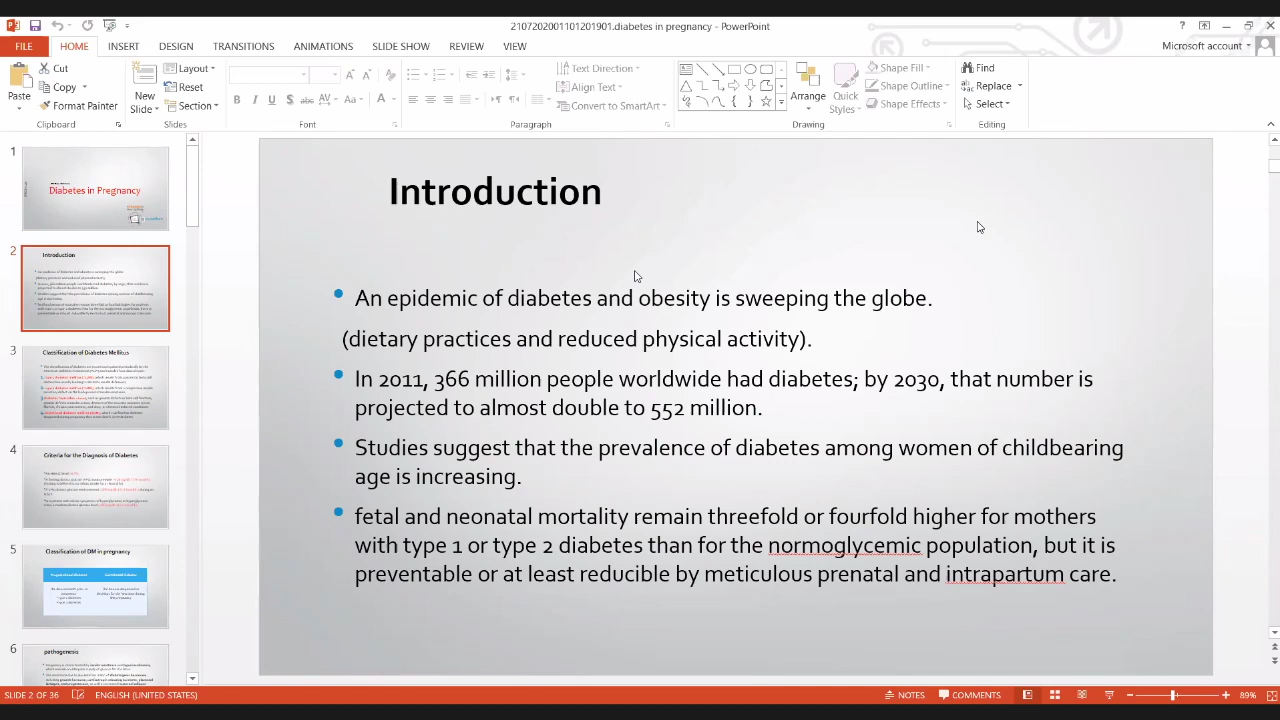 2107202001101201901.diabetes in pregnancy - PowerPoint
FILE HOME INSERT DESIGN TRANSITIONS ANIMATIONS SLIDE SHOW REVIEW VIEW
Microsoft account
Paste
Cut
Copy
Format Painter
Clipboard
New Slide
Layout
Reset
Section
Slides
Font
Text Direction
Align Text
Convert to SmartArt
Paragraph
Arrange
Quick Styles
Shape Fill
Shape Outline
Shape Effects
Drawing
Find
Replace
Select
Editing
1
Diabetes in Pregnancy
2
Introduction
3
Classification of Diabetes Mellitus
4
Criteria for the Diagnosis of Diabetes
5
Classification of DM in pregnancy
6
pathogenesis
Introduction
An epidemic of diabetes and obesity is sweeping the globe.
(dietary practices and reduced physical activity).
In 2011, 366 million people worldwide had diabetes; by 2030, that number is
projected to almost double to 552 million.
Studies suggest that the prevalence of diabetes among women of childbearing
age is increasing.
fetal and neonatal mortality remain threefold or fourfold higher for mothers
with type 1 or type 2 diabetes than for the normoglycemic population, but it is
preventable or at least reducible by prenatal and intrapartum care.
SLIDE 2 OF 36 ENGLISH (UNITED STATES) NOTES COMMENTS 89%